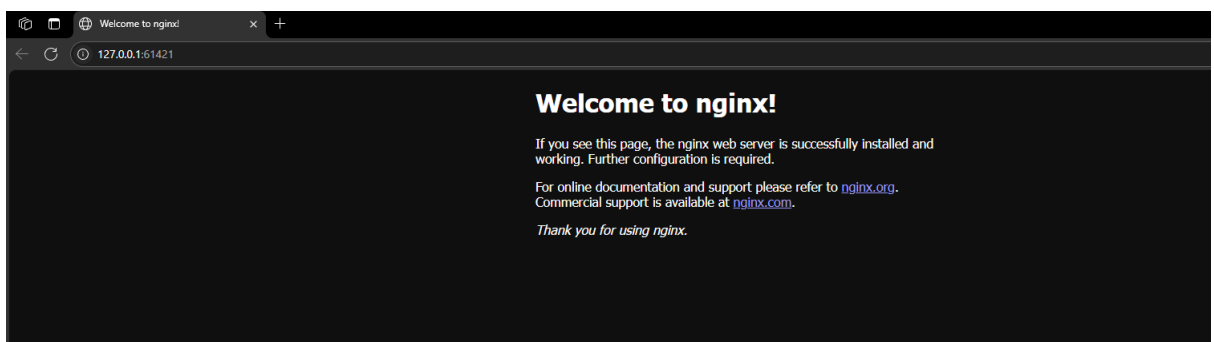 Welcome to nginx!
127.0.0.1:61421
Welcome to nginx!
If you see this page, the nginx web server is successfully installed and
working. Further configuration is required.
For online documentation and support please refer to nginx.org.
Commercial support is available at nginx.com.
Thank you for using nginx.